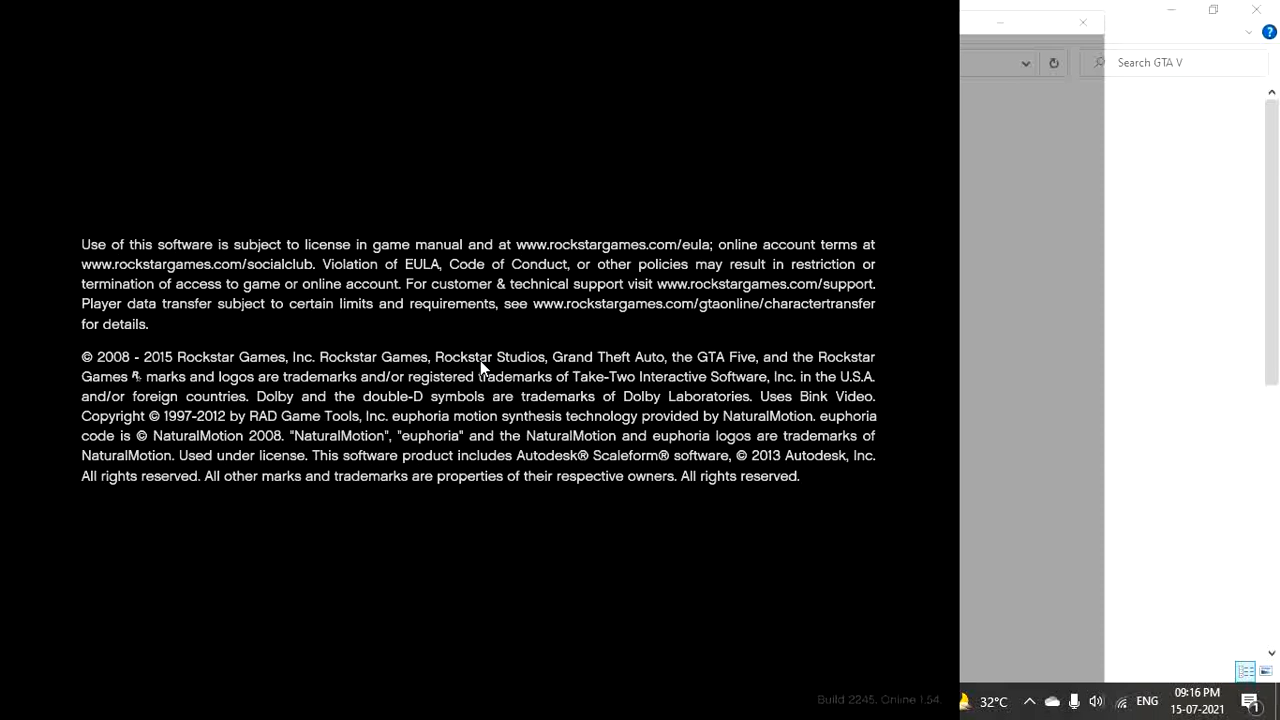 Search GTA V
Use of this software is subject to license in game manual and at www.rockstargames.com/eula; online account terms at
www.rockstargames.com/socialclub. Violation of EULA, Code of Conduct, or other policies may result in restriction or
termination of access to game or online account. For customer & technical support visit www.rockstargames.com/support.
Player data transfer subject to certain limits and requirements, see www.rockstargames.com/gtaonline/charactertransfer
for details.
© 2008 - 2015 Rockstar Games, Inc. Rockstar Games, Rockstar Studios, Grand Theft Auto, the GTA Five, and the Rockstar
Games R* marks and logos are trademarks and/or registered trademarks of Take-Two Interactive Software, Inc. in the U.S.A.
and/or foreign countries. Dolby and the double-D symbols are trademarks of Dolby Laboratories. Uses Bink Video.
Copyright © 1997-2012 by RAD Game Tools, Inc. euphoria motion synthesis technology provided by NaturalMotion. euphoria
code is © NaturalMotion 2008. "NaturalMotion", "euphoria" and the NaturalMotion and euphoria logos are trademarks of
NaturalMotion. Used under license. This software product includes Autodesk® Scaleform® software, © 2013 Autodesk, Inc.
All rights reserved. All other marks and trademarks are properties of their respective owners. All rights reserved.
Build 2245, Online 1.54.
32°C
ENG
09:16 PM
15-07-2021
1